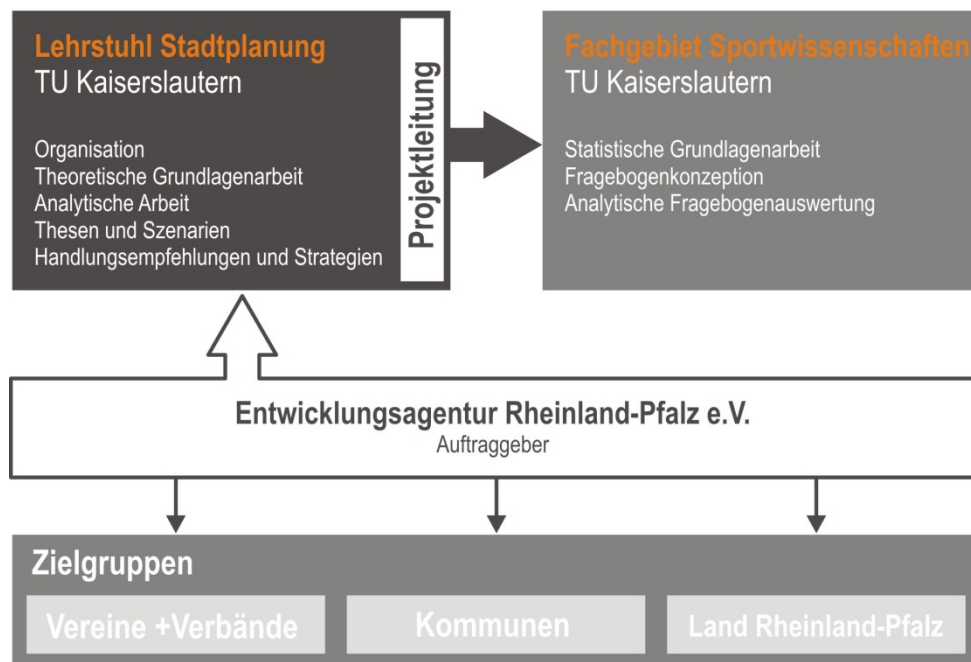 Lehrstuhl Stadtplanung
TU Kaiserslautern
Organisation
Theoretische Grundlagenarbeit
Analytische Arbeit
Thesen und Szenarien
Handlungsempfehlungen und Strategien
Projektleitung
Fachgebiet Sportwissenschaften
TU Kaiserslautern
Statistische Grundlagenarbeit
Fragebogenkonzeption
Analytische Fragebogenauswertung
Entwicklungsagentur Rheinland-Pfalz e.V.
Auftraggeber
Zielgruppen
Vereine +Verbände
Kommunen
Land Rheinland-Pfalz